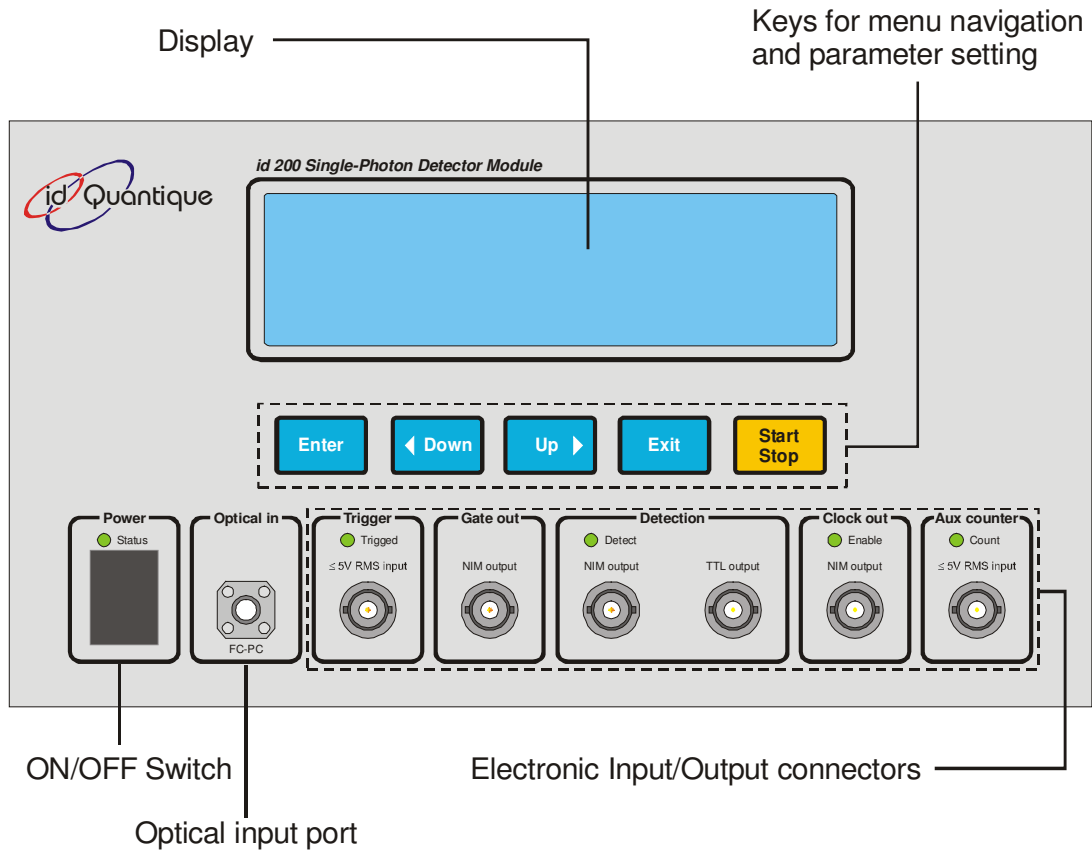 Display
Keys for menu navigation
and parameter setting
id Quantique
id 200 Single-Photon Detector Module
Enter
Down
Up
Exit
Start
Stop
Power
Status
Optical in
FC-PC
Trigger
Trigged
≤ 5V RMS input
Gate out
NIM output
Detection
Detect
NIM output
TTL output
Clock out
Enable
NIM output
Aux counter
Count
≤ 5V RMS input
ON/OFF Switch
Electronic Input/Output connectors
Optical input port